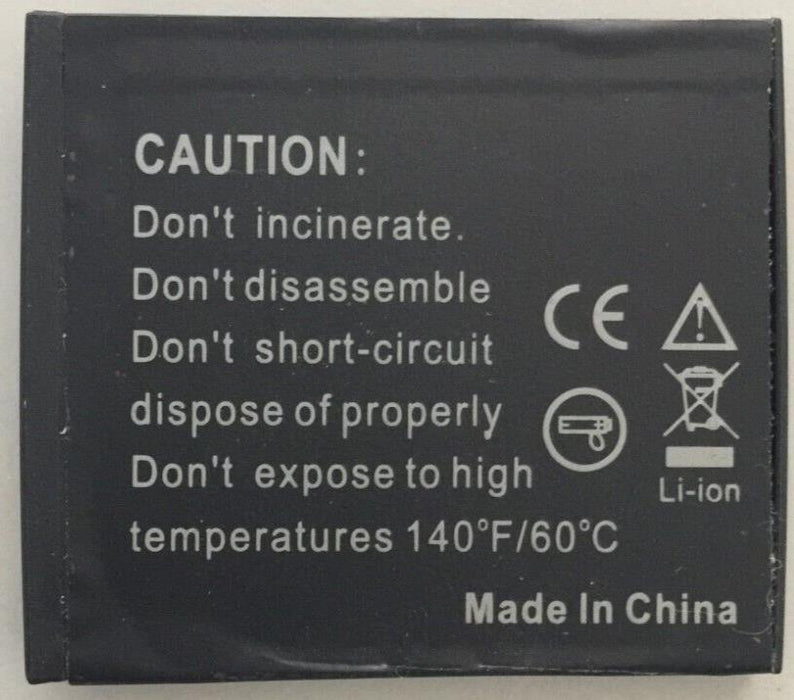 CAUTION:
Don't incinerate.
Don't disassemble
Don't short-circuit
dispose of properly
Don't expose to high
temperatures 140°F/60°C
CE
Li-ion
Made In China